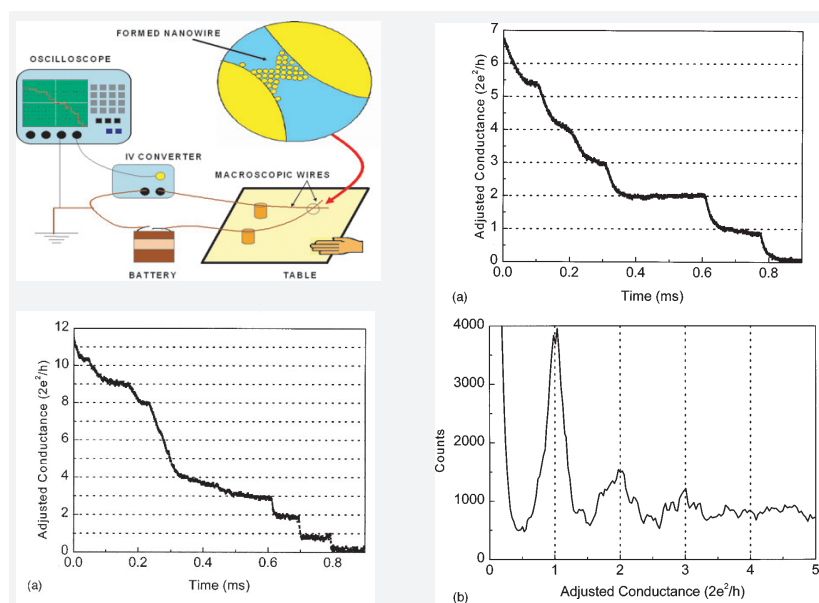 FORMED NANOWIRE
OSCILLOSCOPE
IV CONVERTER
MACROSCOPIC WIRES
BATTERY
TABLE
7
6
5
4
3
2
1
0
Adjusted Conductance (2e²/h)
0.0
0.2
0.4
0.6
0.8
(a)
Time (ms)
12
10
8
6
4
2
0
Adjusted Conductance (2e²/h)
0.0
0.2
0.4
0.6
0.8
(a)
Time (ms)
4000
3000
2000
1000
0
Counts
0
1
2
3
4
5
(b)
Adjusted Conductance (2e²/h)